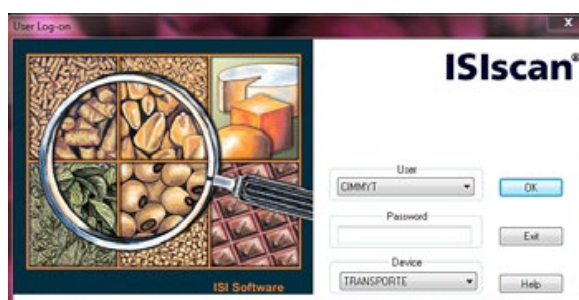 User Log-on
X
ISIscan®
User
CIMMYT
OK
Password
Exit
Device
TRANSPORTE
Help
ISI Software